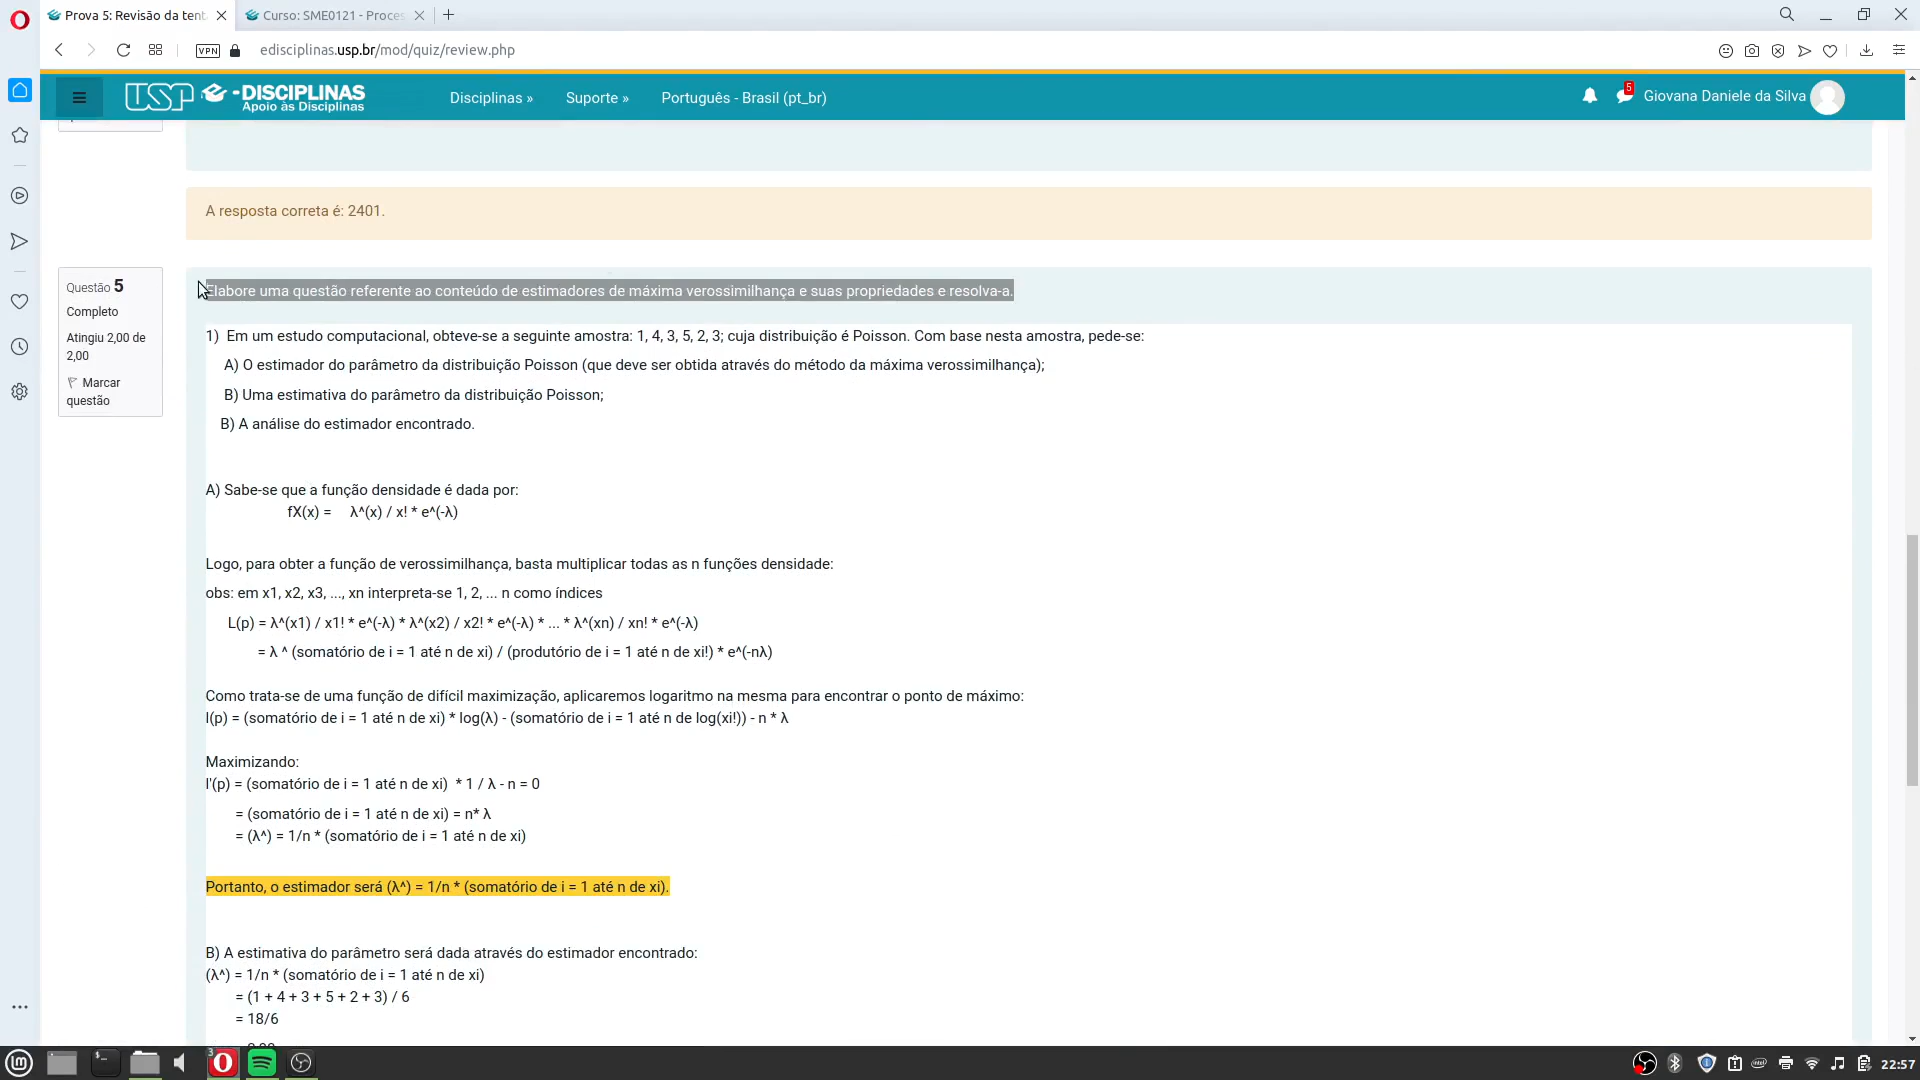 Prova 5: Revisão da tent
Curso: SME0121 - Proces
VPN
edisciplinas.usp.br/mod/quiz/review.php
USP e-DISCIPLINAS
Apoio às Disciplinas
Disciplinas »
Suporte »
Português - Brasil (pt_br)
5
Giovana Daniele da Silva
A resposta correta é: 2401.
Questão 5
Completo
Atingiu 2,00 de
2,00
Marcar
questão
Elabore uma questão referente ao conteúdo de estimadores de máxima verossimilhança e suas propriedades e resolva-a.
1) Em um estudo computacional, obteve-se a seguinte amostra: 1, 4, 3, 5, 2, 3; cuja distribuição é Poisson. Com base nesta amostra, pede-se:
A) O estimador do parâmetro da distribuição Poisson (que deve ser obtida através do método da máxima verossimilhança);
B) Uma estimativa do parâmetro da distribuição Poisson;
B) A análise do estimador encontrado.
A) Sabe-se que a função densidade é dada por:
fX(x) = λ^(x) / x! * e^(-λ)
Logo, para obter a função de verossimilhança, basta multiplicar todas as n funções densidade:
obs: em x1, x2, x3, ..., xn interpreta-se 1, 2, ... n como índices
L(p) = λ^(x1) / x1! * e^(-λ) * λ^(x2) / x2! * e^(-λ) * ... * λ^(xn) / xn! * e^(-λ)
= λ ^ (somatório de i = 1 até n de xi) / (produtório de i = 1 até n de xi!) * e^(-nλ)
Como trata-se de uma função de difícil maximização, aplicaremos logaritmo na mesma para encontrar o ponto de máximo:
l(p) = (somatório de i = 1 até n de xi) * log(λ) - (somatório de i = 1 até n de log(xi!)) - n * λ
Maximizando:
l'(p) = (somatório de i = 1 até n de xi) * 1 / λ - n = 0
= (somatório de i = 1 até n de xi) = n* λ
= (λ^) = 1/n * (somatório de i = 1 até n de xi)
Portanto, o estimador será (λ^) = 1/n * (somatório de i = 1 até n de xi).
B) A estimativa do parâmetro será dada através do estimador encontrado:
(λ^) = 1/n * (somatório de i = 1 até n de xi)
= (1 + 4 + 3 + 5 + 2 + 3) / 6
= 18/6
3
22:57